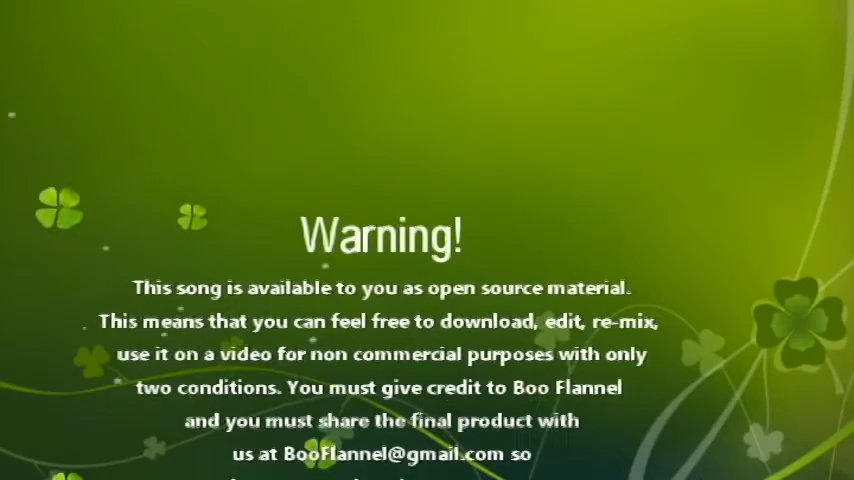 Warning!
This song is available to you as open source material.
This means that you can feel free to download, edit, re-mix,
use it on a video for non commercial purposes with only
two conditions. You must give credit to Boo Flannel
and you must share the final product with
us at BooFlannel@gmail.com so